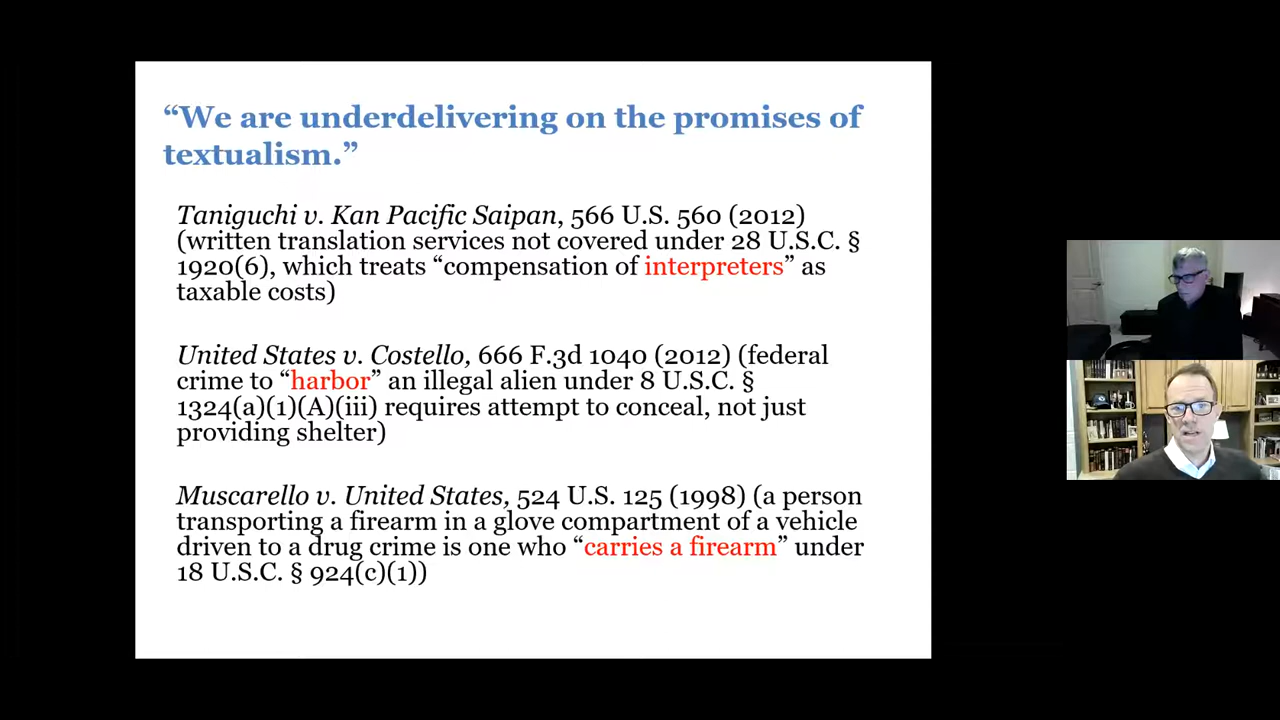 “We are underdelivering on the promises of
textualism.”
Taniguchi v. Kan Pacific Saipan, 566 U.S. 560 (2012)
(written translation services not covered under 28 U.S.C. §
1920(6), which treats “compensation of interpreters” as
taxable costs)
United States v. Costello, 666 F.3d 1040 (2012) (federal
crime to “harbor” an illegal alien under 8 U.S.C. §
1324(a)(1)(A)(iii) requires attempt to conceal, not just
providing shelter)
Muscarello v. United States, 524 U.S. 125 (1998) (a person
transporting a firearm in a glove compartment of a vehicle
driven to a drug crime is one who “carries a firearm” under
18 U.S.C. § 924(c)(1))